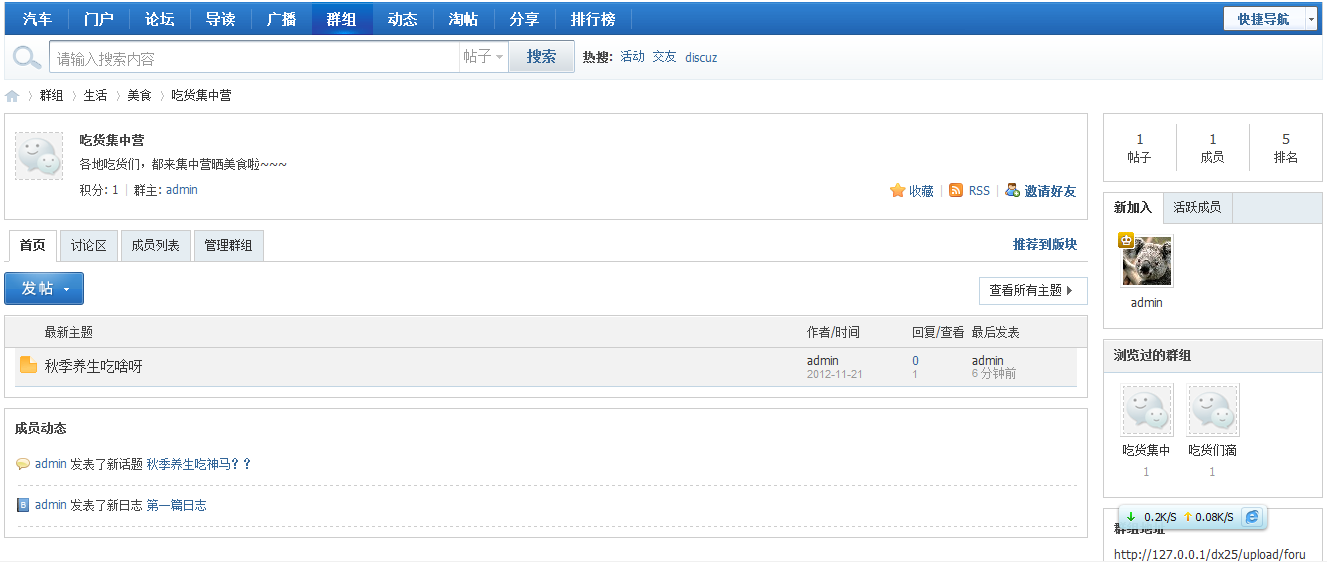 汽车 门户 论坛 导读 广播 群组 动态 淘帖 分享 排行榜 快捷导航
请输入搜索内容 帖子 搜索 热搜: 活动 交友 discuz
群组 生活 美食 吃货集中营
吃货集中营
各地吃货们，都来集中营晒美食啦~~~
积分: 1 群主: admin
收藏 RSS 邀请好友
首页 讨论区 成员列表 管理群组 推荐到版块
发帖 查看所有主题
最新主题 作者/时间 回复/查看 最后发表
秋季养生吃啥呀 admin 0 admin
2012-11-21 1 6 分钟前
成员动态
admin 发表了新话题 秋季养生吃神马？？
admin 发表了新日志 第一篇日志
1 1 5
帖子 成员 排名
新加入 活跃成员
admin
浏览过的群组
吃货集中 吃货们滴
1 1
0.2K/S 0.08K/S
群组地址
http://127.0.0.1/dx25/upload/foru